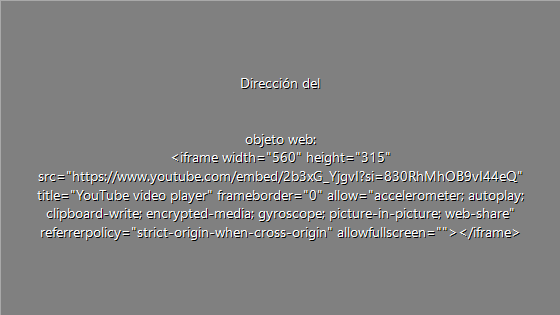 Dirección del
objeto web:
<iframe width="560" height="315"
src="https://www.youtube.com/embed/2b3xG_YjgvI?si=830RhMhOB9vI44eQ"
title="YouTube video player" frameborder="0" allow="accelerometer; autoplay;
clipboard-write; encrypted-media; gyroscope; picture-in-picture; web-share"
referrerpolicy="strict-origin-when-cross-origin" allowfullscreen=""></iframe>